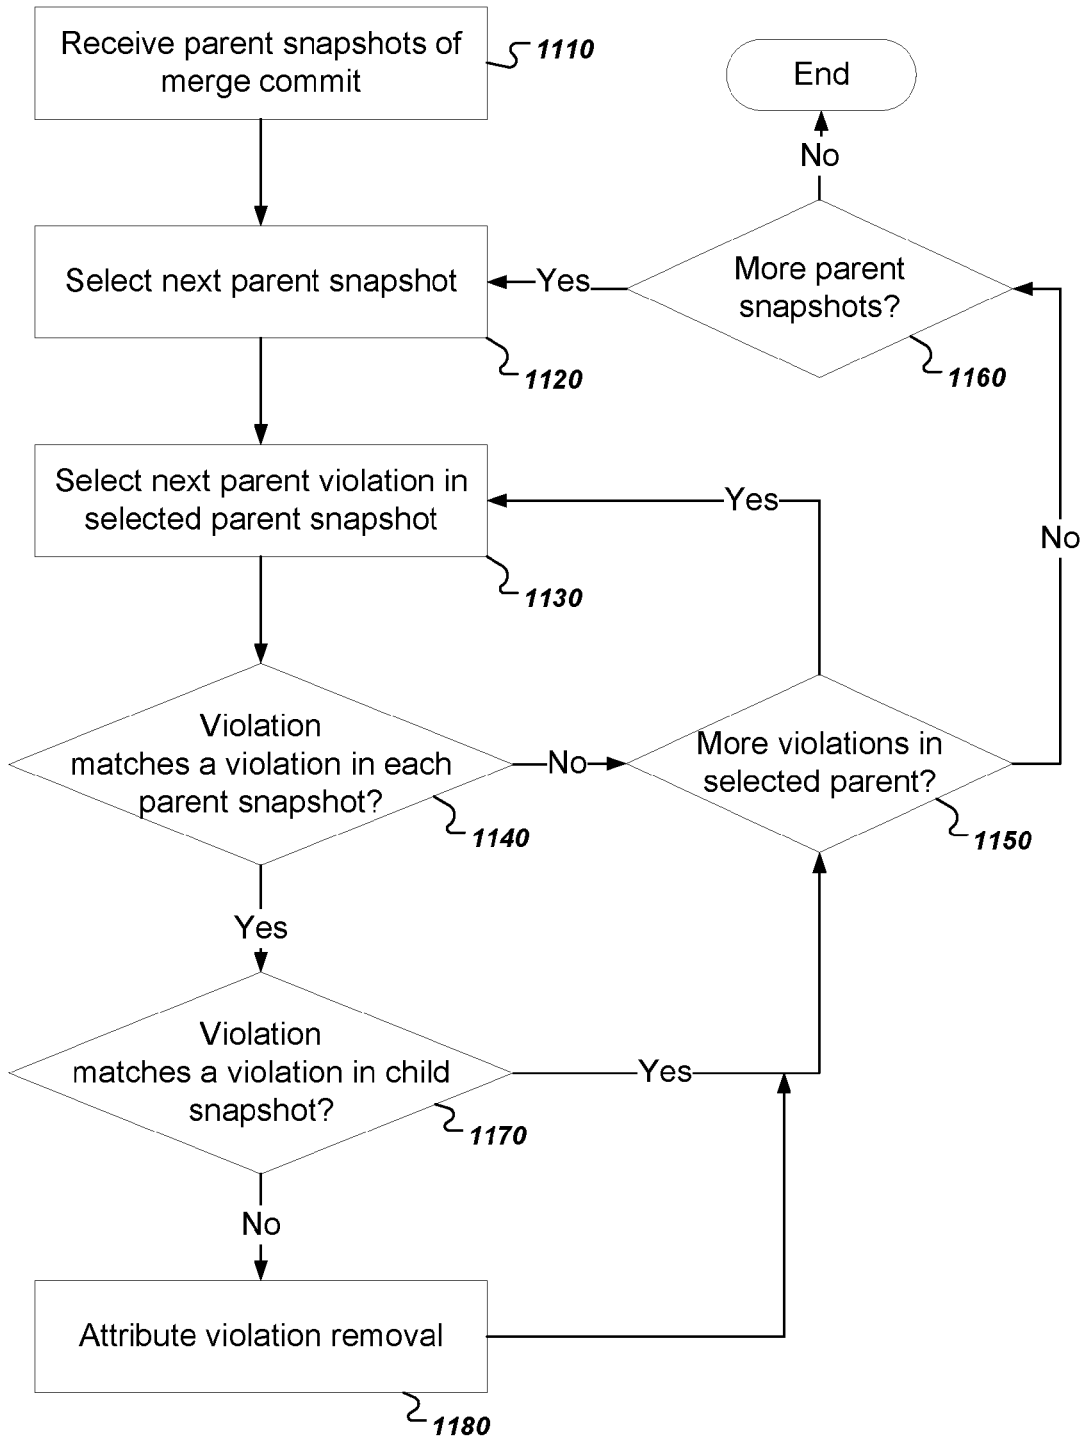 Receive parent snapshots of
merge commit
1110
End
No
Select next parent snapshot
1120
Yes
More parent
snapshots?
1160
Select next parent violation in
selected parent snapshot
1130
Yes
No
Violation
matches a violation in each
parent snapshot?
1140
No
More violations in
selected parent?
1150
Yes
Violation
matches a violation in child
snapshot?
1170
Yes
No
Attribute violation removal
1180